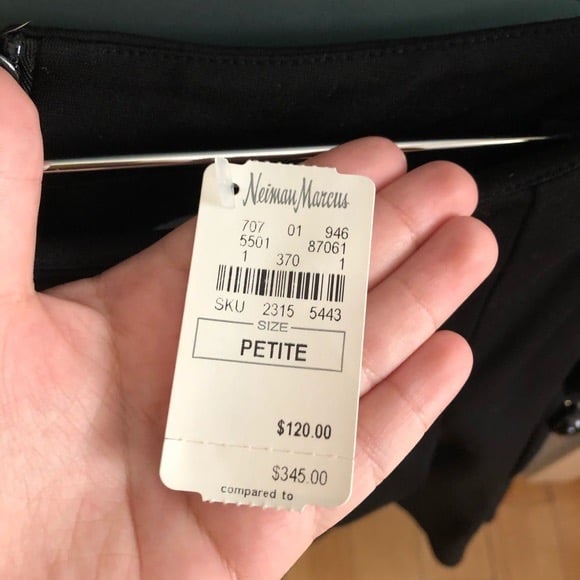 Neiman Marcus
707 01 946
5501 87061
1 370 1
SKU 2315 5443
SIZE
PETITE
$120.00
$345.00
compared to